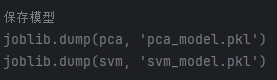 保存模型
joblib.dump(pca, 'pca_model.pkl')
joblib.dump(svm, 'svm_model.pkl')